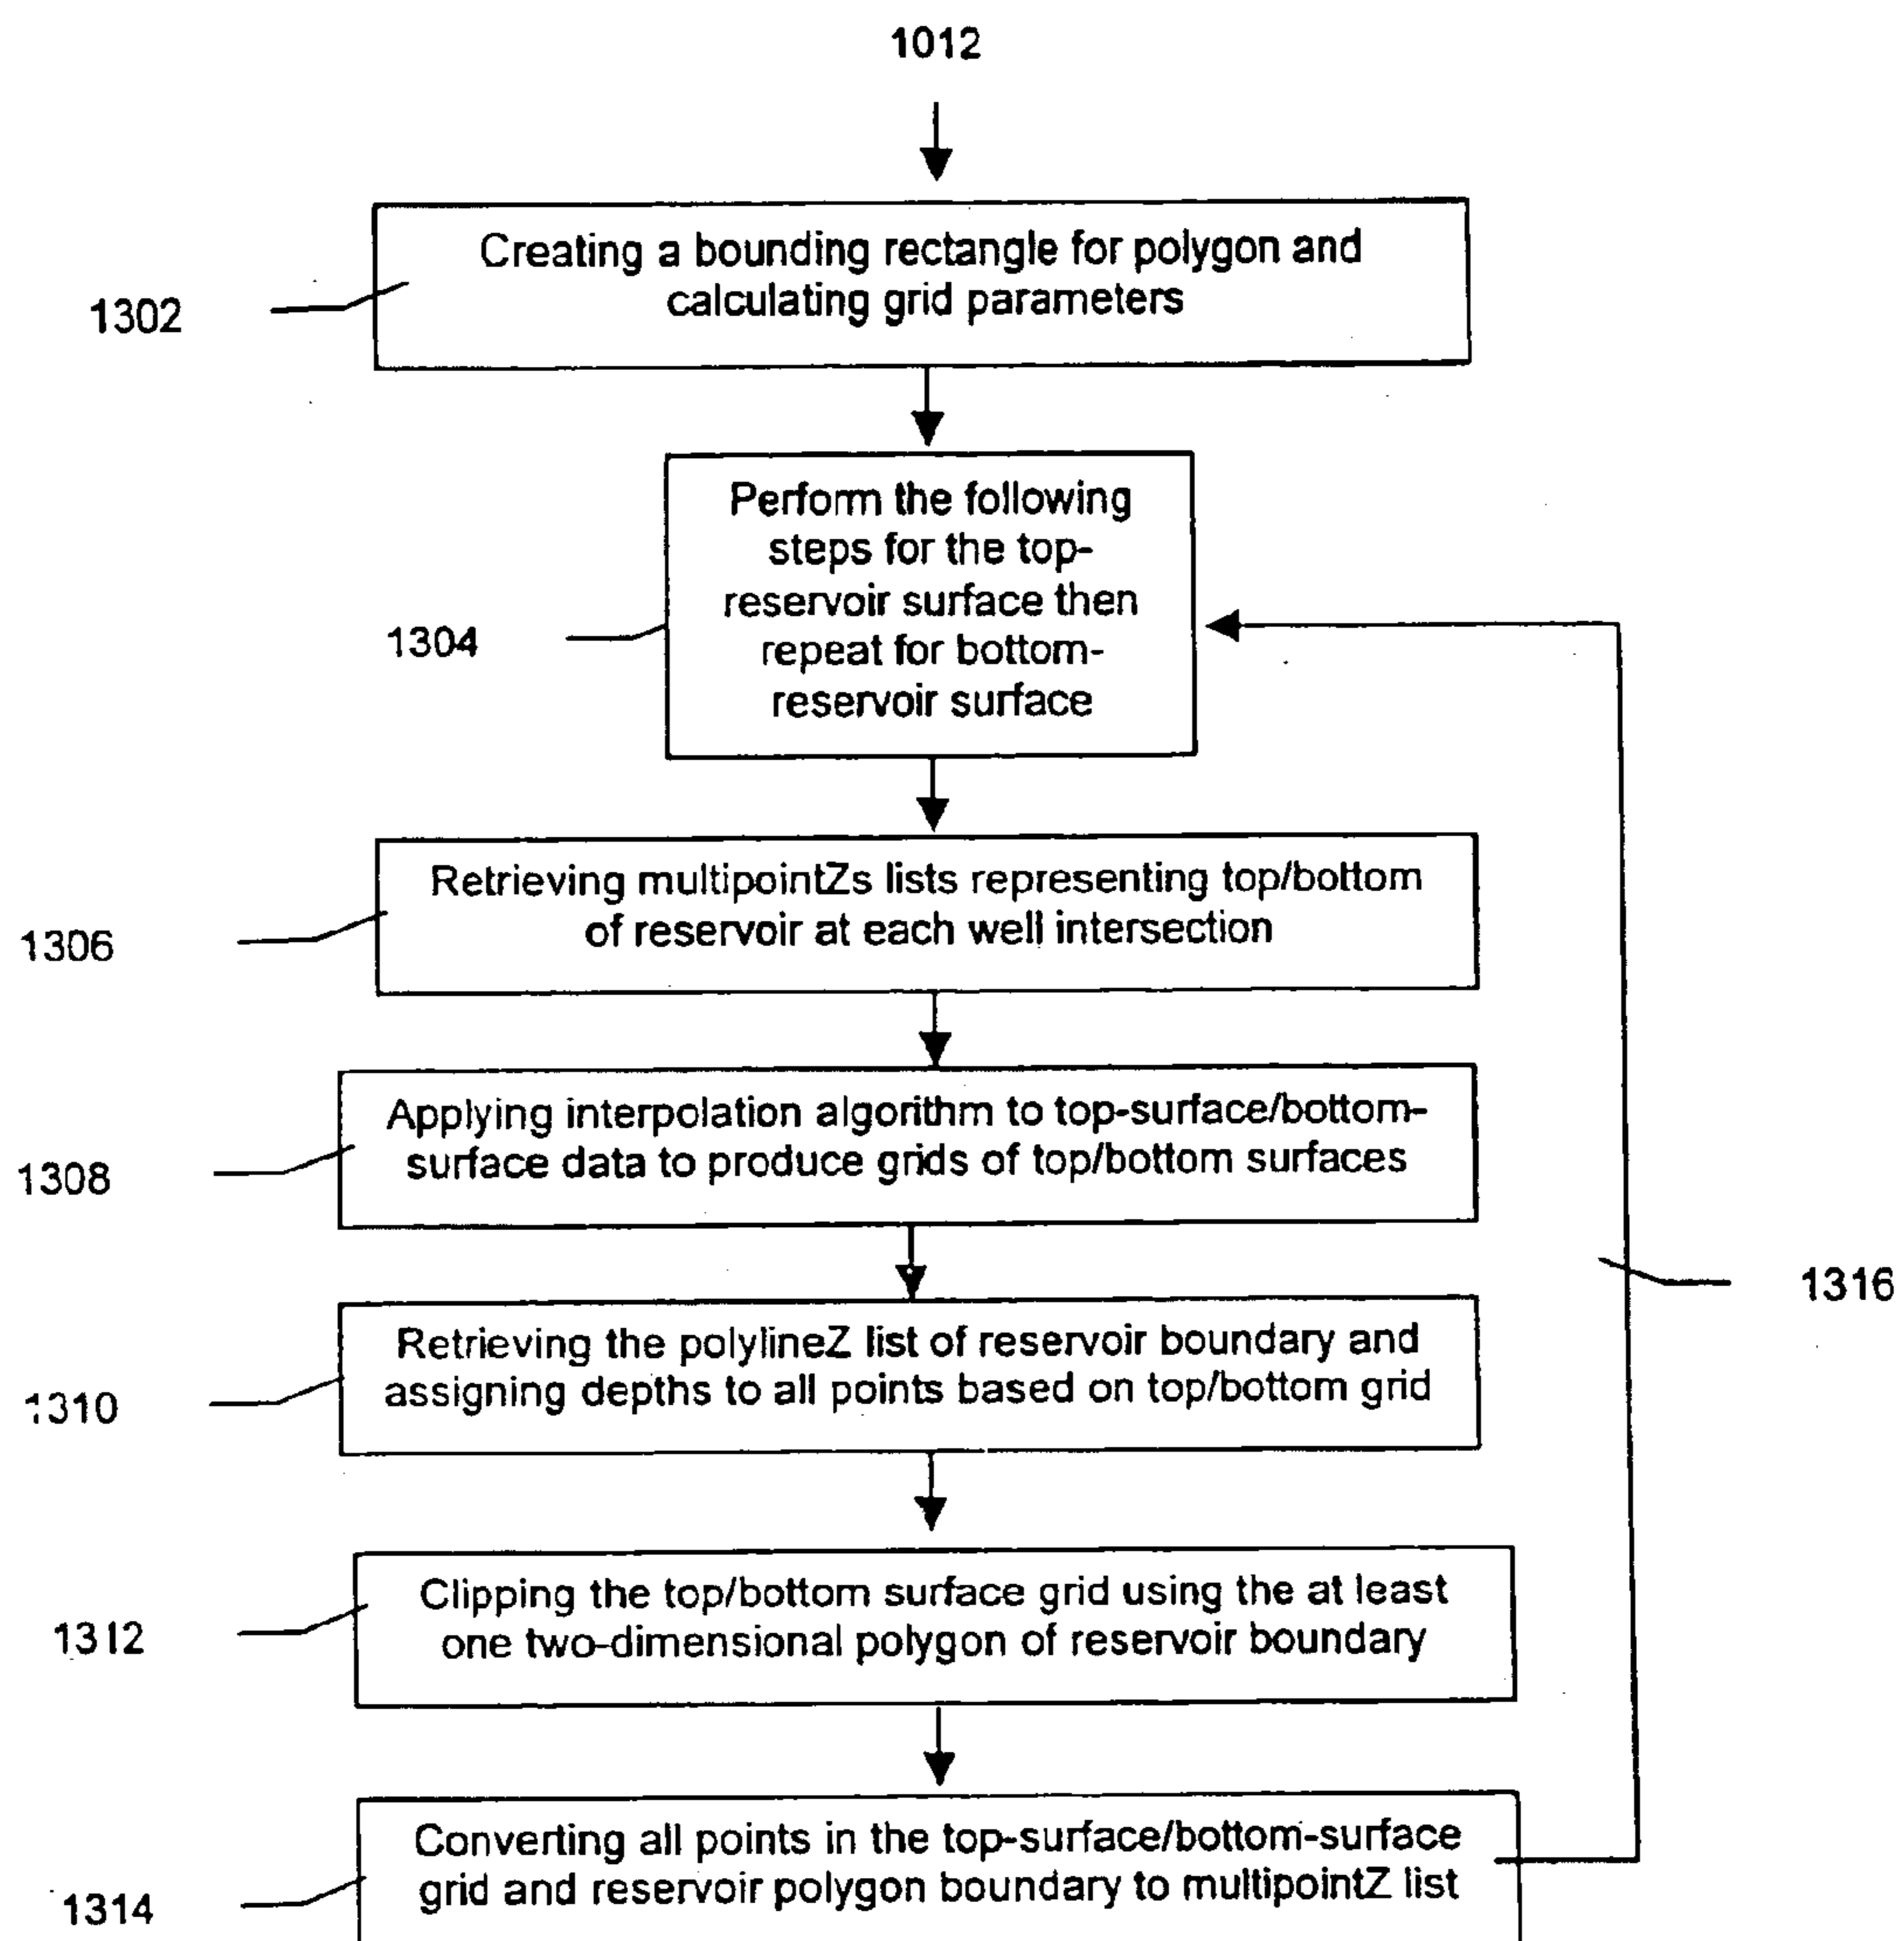 1012
Creating a bounding rectangle for polygon and
calculating grid parameters
1302
Perform the following
steps for the top-
reservoir surface then
repeat for bottom-
reservoir surface
1304
Retrieving multipointZs lists representing top/bottom
of reservoir at each well intersection
1306
Applying interpolation algorithm to top-surface/bottom-
surface data to produce grids of top/bottom surfaces
1308
1316
Retrieving the polylineZ list of reservoir boundary and
assigning depths to all points based on top/bottom grid
1310
Clipping the top/bottom surface grid using the at least
one two-dimensional polygon of reservoir boundary
1312
Converting all points in the top-surface/bottom-surface
grid and reservoir polygon boundary to multipointZ list
1314